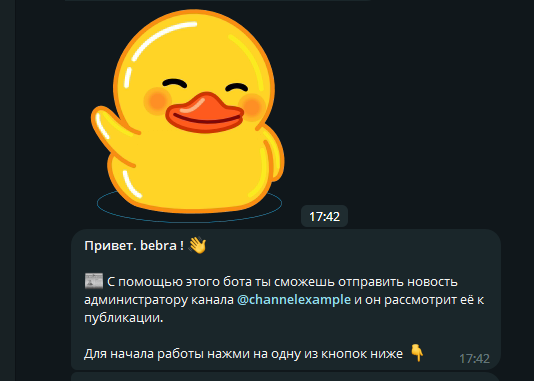 17:42
Привет. bebra ! 👋
📰 С помощью этого бота ты сможешь отправить новость
администратору канала @channelexample и он рассмотрит её к
публикации.
Для начала работы нажми на одну из кнопок ниже 👇
17:42